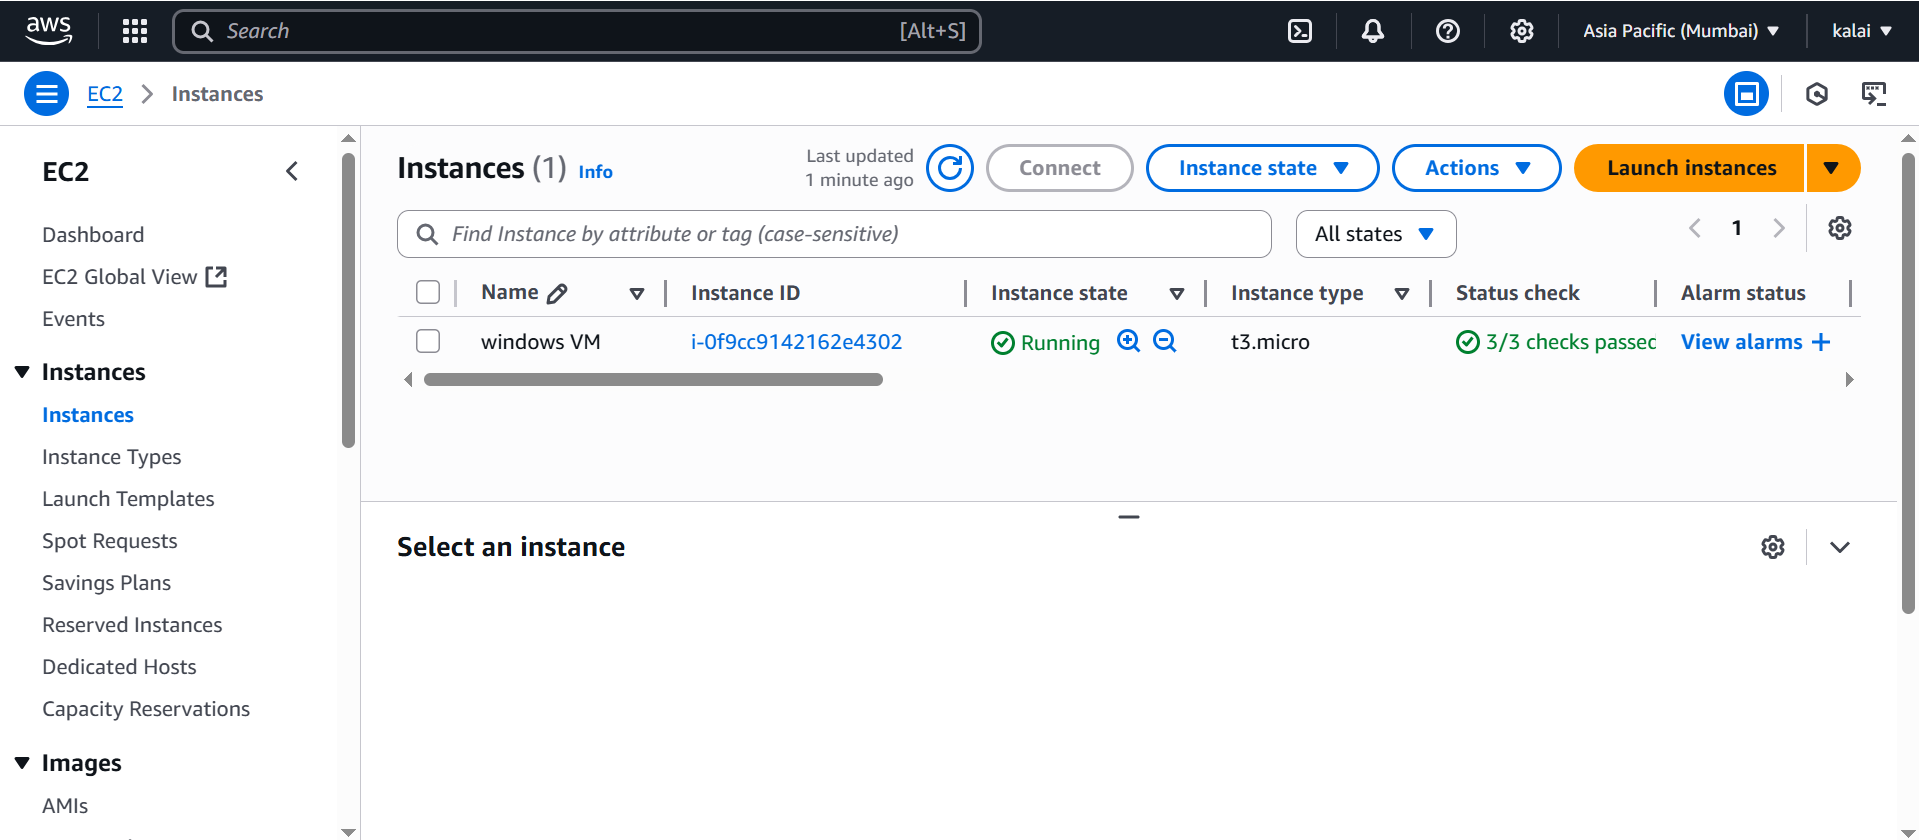 aws
Search [Alt+S]
Asia Pacific (Mumbai)
kalai
EC2 > Instances
EC2
Dashboard
EC2 Global View
Events
Instances
Instances
Instance Types
Launch Templates
Spot Requests
Savings Plans
Reserved Instances
Dedicated Hosts
Capacity Reservations
Images
AMIs
Instances (1) Info
Last updated
1 minute ago
Connect
Instance state
Actions
Launch instances
Find Instance by attribute or tag (case-sensitive)
All states
1
Name Instance ID Instance state Instance type Status check Alarm status
windows VM i-0f9cc9142162e4302 Running t3.micro 3/3 checks passed View alarms +
Select an instance